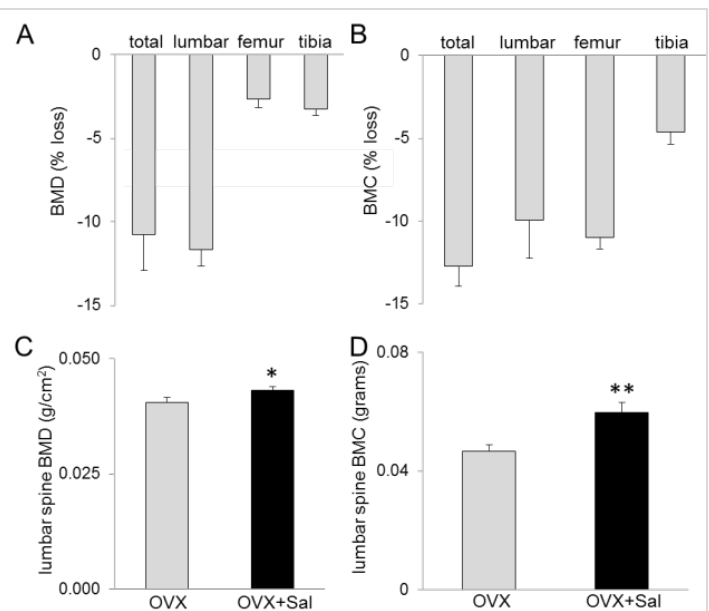 A
total lumbar femur tibia
0
-5
-10
-15
BMD (% loss)
B
total lumbar femur tibia
0
-5
-10
-15
BMC (% loss)
C
0.050
0.025
0.000
lumbar spine BMD (g/cm²)
*
OVX OVX+Sal
D
0.08
0.04
0
lumbar spine BMC (grams)
**
OVX OVX+Sal